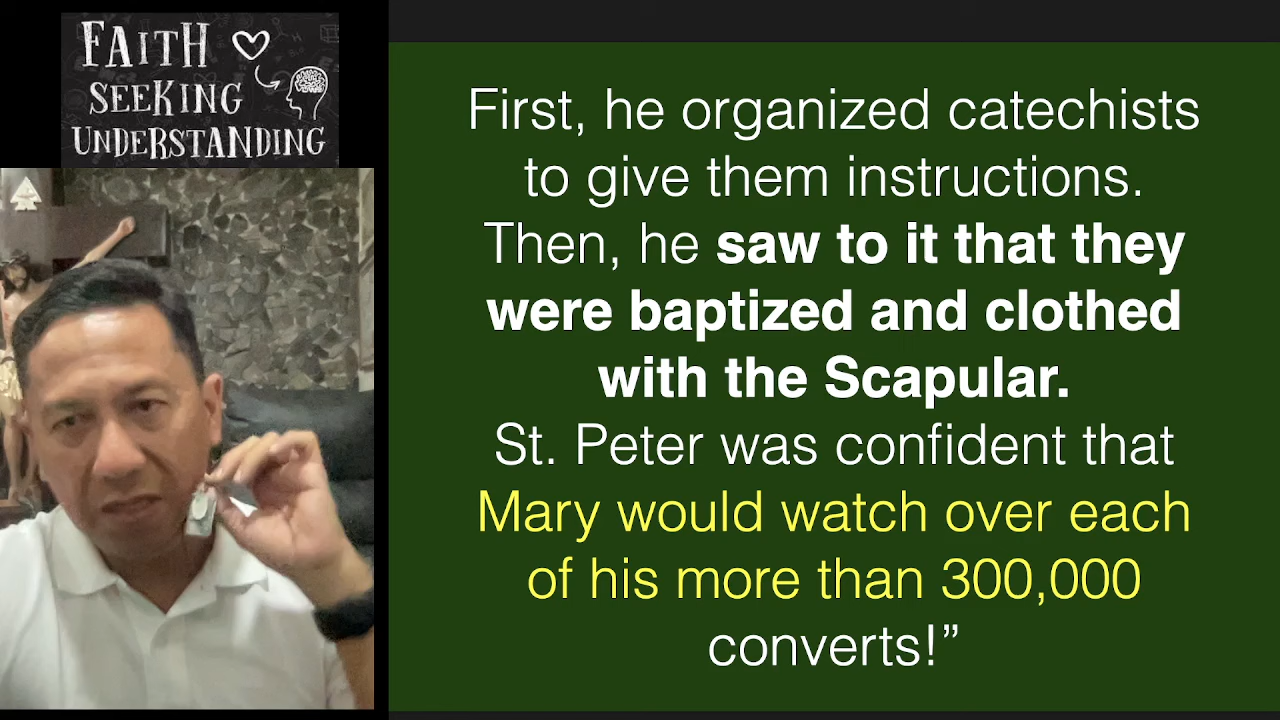 FAITH
SEEKING
UNDERSTANDING
First, he organized catechists
to give them instructions.
Then, he saw to it that they
were baptized and clothed
with the Scapular.
St. Peter was confident that
Mary would watch over each
of his more than 300,000
converts!”